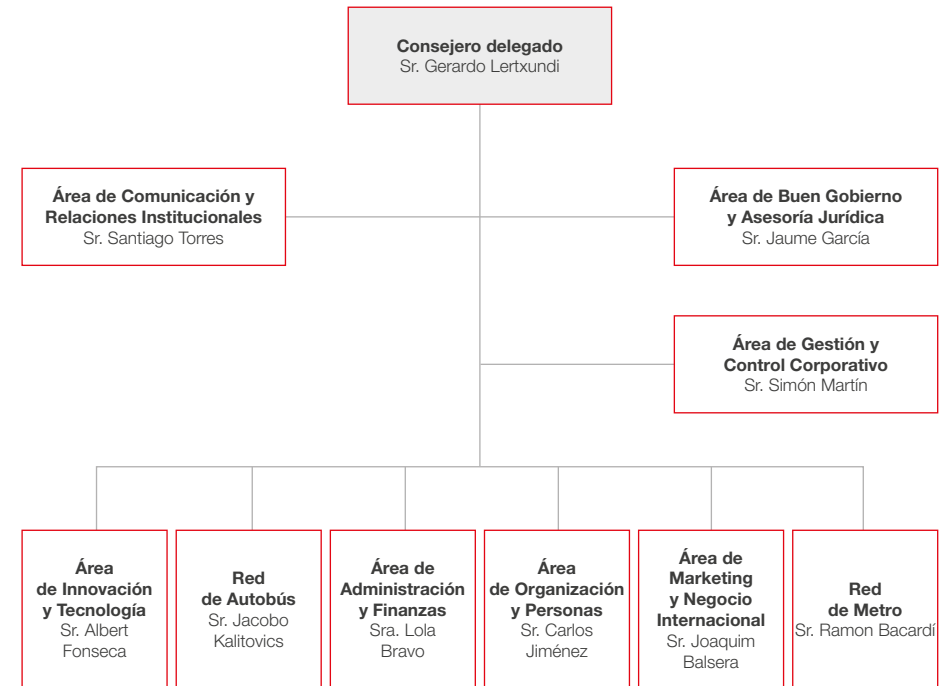 Consejero delegado
Sr. Gerardo Lertxundi
Área de Comunicación y
Relaciones Institucionales
Sr. Santiago Torres
Área de Buen Gobierno
y Asesoría Jurídica
Sr. Jaume García
Área de Gestión y
Control Corporativo
Sr. Simón Martín
Área
de Innovación
y Tecnología
Sr. Albert
Fonseca
Red
de Autobús
Sr. Jacobo
Kalitovics
Área de
Administración
y Finanzas
Sra. Lola
Bravo
Área
de Organización
y Personas
Sr. Carlos
Jiménez
Área de
Marketing
y Negocio
Internacional
Sr. Joaquim
Balsera
Red
de Metro
Sr. Ramon Bacardí